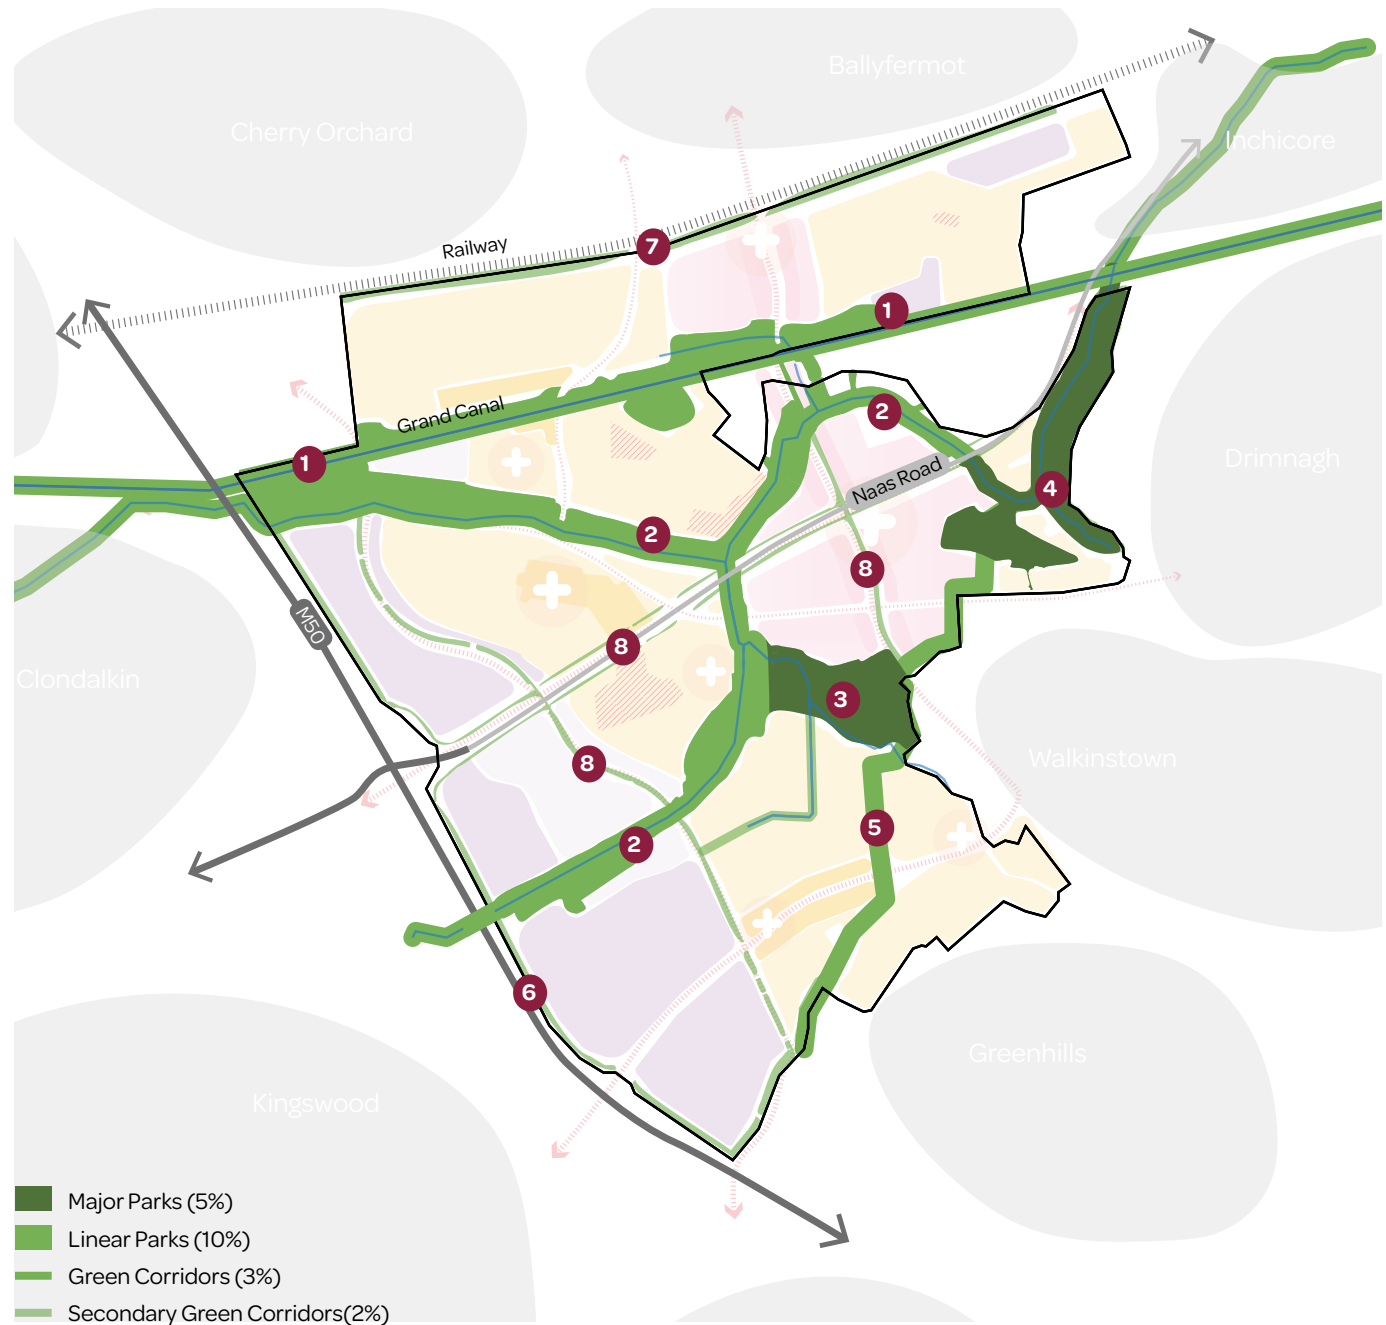 Ballyfermot
Cherry Orchard
Inchicore
7
Railway
1
Grand Canal
2
1
Drimnagh
Naas Road
4
2
8
M50
8
Clondalkin
3
Walkinstown
8
5
2
6
Greenhills
Kingswood
Major Parks (5%)
Linear Parks (10%)
Green Corridors (3%)
Secondary Green Corridors(2%)